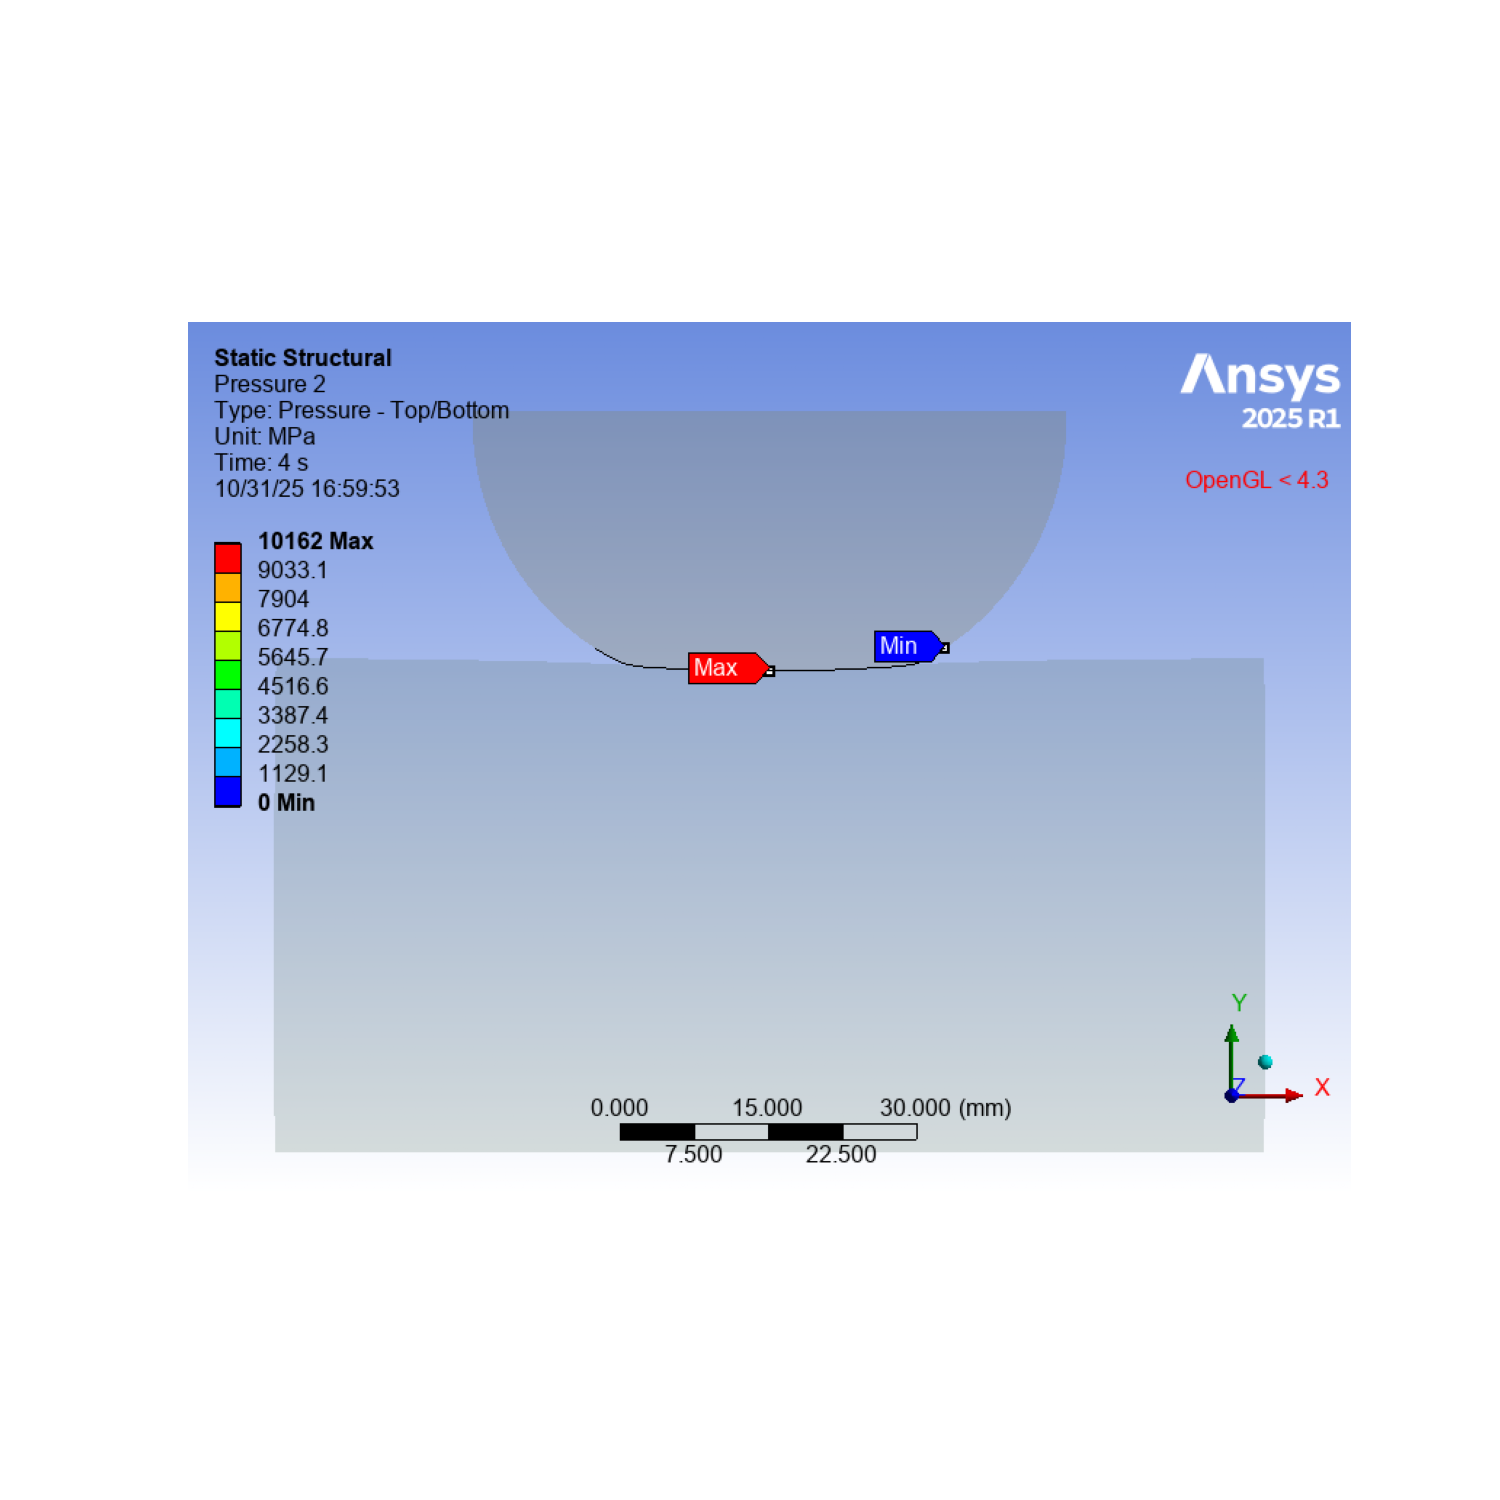 Static Structural
Pressure 2
Type: Pressure - Top/Bottom
Unit: MPa
Time: 4 s
10/31/25 16:59:53
Ansys
2025 R1
OpenGL < 4.3
10162 Max
9033.1
7904
6774.8
5645.7
4516.6
3387.4
2258.3
1129.1
0 Min
Min
Max
Y
Z
X
0.000 15.000 30.000 (mm)
7.500 22.500